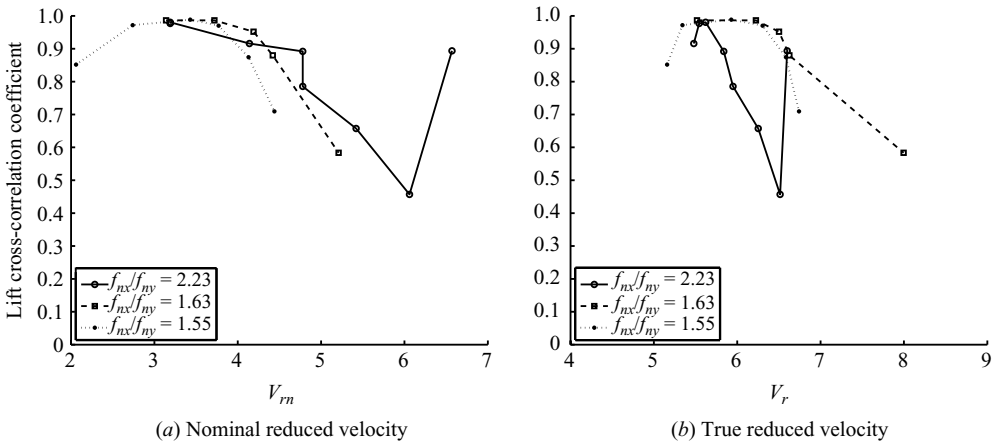 Lift cross-correlation coefficient
1.0
0.9
0.8
0.7
0.6
0.5
0.4
0.3
0.2
0.1
0
f_nx/f_ny = 2.23
f_nx/f_ny = 1.63
f_nx/f_ny = 1.55
2 3 4 5 6 7
V_rn
(a) Nominal reduced velocity
1.0
0.9
0.8
0.7
0.6
0.5
0.4
0.3
0.2
0.1
0
f_nx/f_ny = 2.23
f_nx/f_ny = 1.63
f_nx/f_ny = 1.55
4 5 6 7 8 9
V_r
(b) True reduced velocity